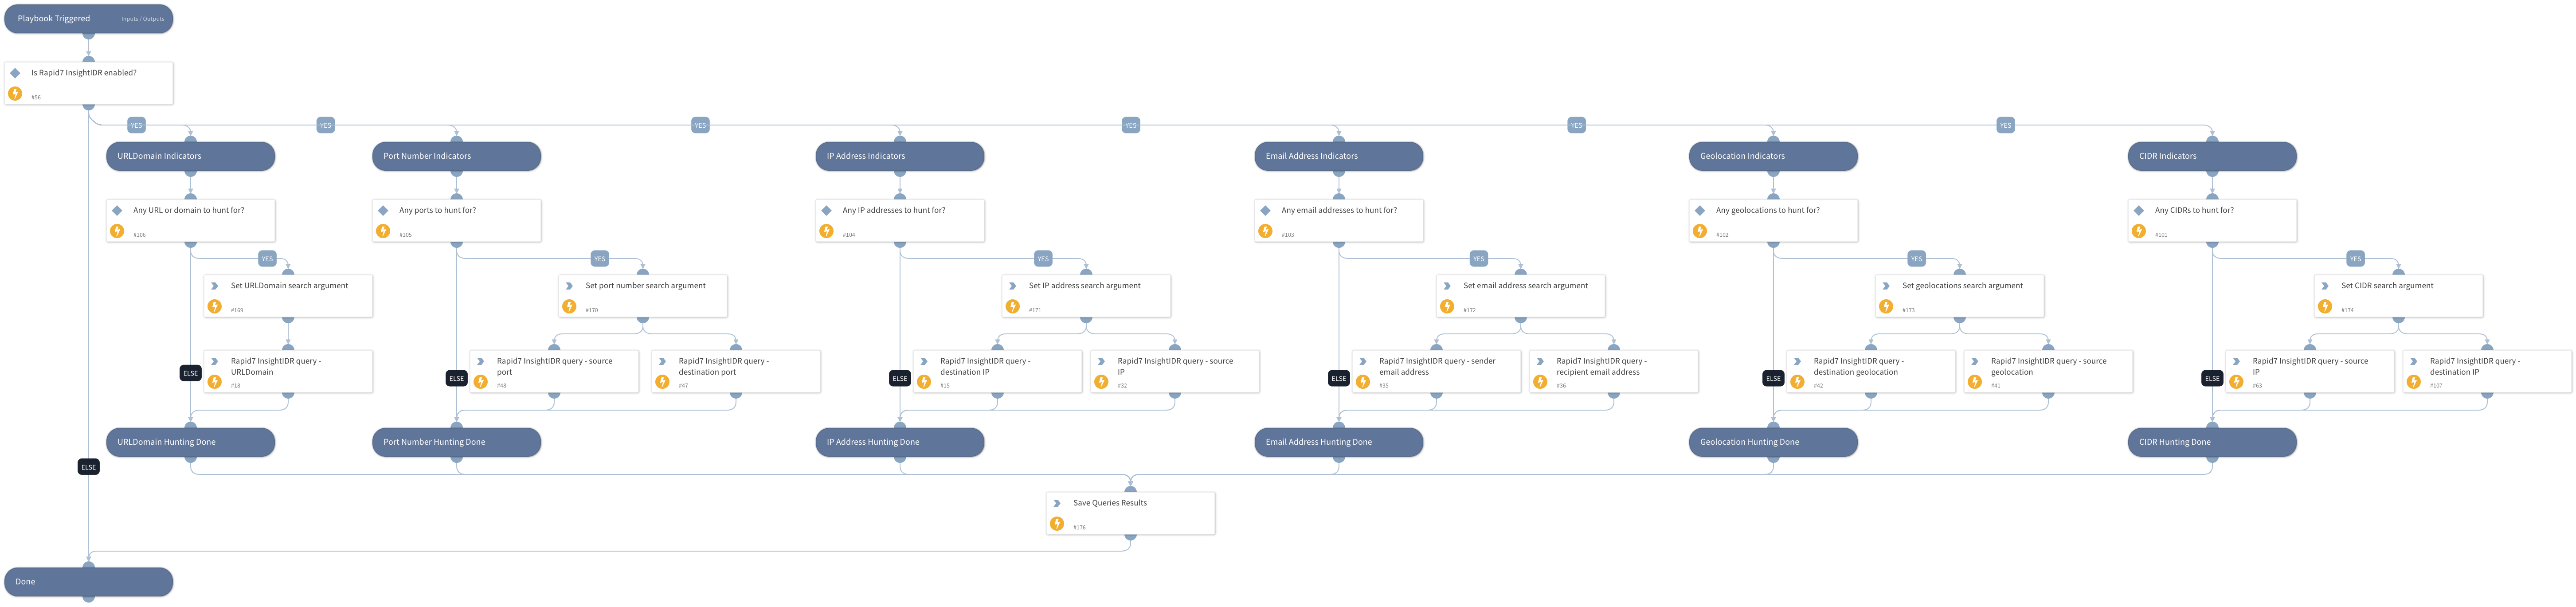 Playbook Triggered
Inputs / Outputs
Is Rapid7 InsightIDR enabled?
#56
YES
YES
YES
YES
YES
YES
URLDomain Indicators
Port Number Indicators
IP Address Indicators
Email Address Indicators
Geolocation Indicators
CIDR Indicators
Any URL or domain to hunt for?
#106
Any ports to hunt for?
#105
Any IP addresses to hunt for?
#104
Any email addresses to hunt for?
#103
Any geolocations to hunt for?
#102
Any CIDRs to hunt for?
#101
YES
YES
YES
YES
YES
YES
Set URLDomain search argument
#169
Set port number search argument
#170
Set IP address search argument
#171
Set email address search argument
#172
Set geolocations search argument
#173
Set CIDR search argument
#174
ELSE
Rapid7 InsightIDR query -
URLDomain
#18
ELSE
Rapid7 InsightIDR query - source
port
#48
Rapid7 InsightIDR query -
destination port
#47
ELSE
Rapid7 InsightIDR query -
destination IP
#15
Rapid7 InsightIDR query - source
IP
#32
ELSE
Rapid7 InsightIDR query - sender
email address
#35
Rapid7 InsightIDR query -
recipient email address
#36
ELSE
Rapid7 InsightIDR query -
destination geolocation
#42
Rapid7 InsightIDR query - source
geolocation
#41
ELSE
Rapid7 InsightIDR query - source
IP
#63
Rapid7 InsightIDR query -
destination IP
#107
URLDomain Hunting Done
Port Number Hunting Done
IP Address Hunting Done
Email Address Hunting Done
Geolocation Hunting Done
CIDR Hunting Done
ELSE
Save Queries Results
#176
Done